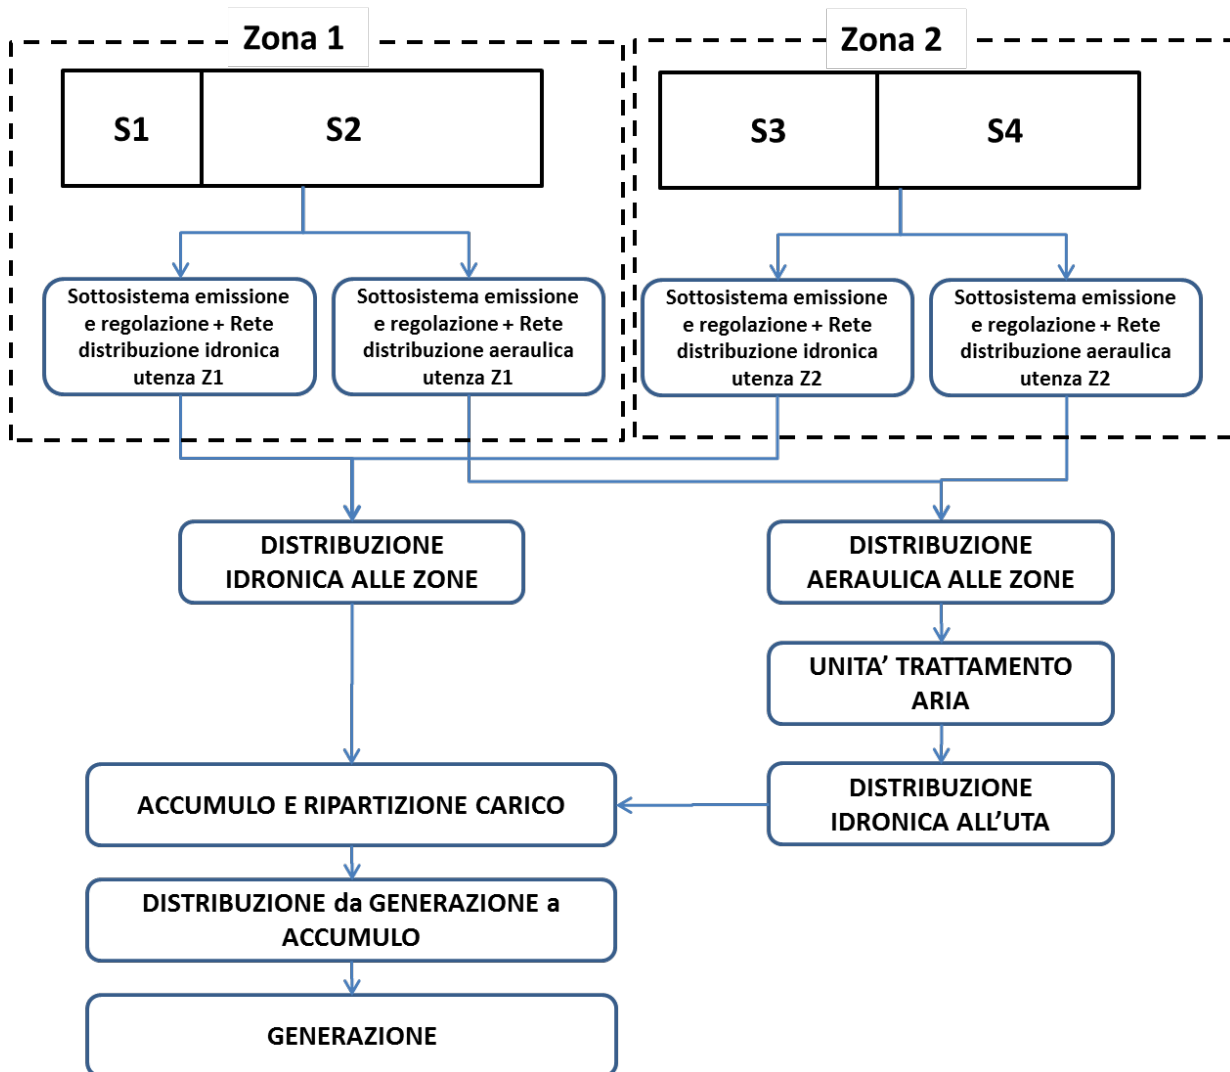 Zona 1
Zona 2
S1
S2
S3
S4
Sottosistema emissione
e regolazione + Rete
distribuzione idronica
utenza Z1
Sottosistema emissione
e regolazione + Rete
distribuzione aeraulica
utenza Z1
Sottosistema emissione
e regolazione + Rete
distribuzione idronica
utenza Z2
Sottosistema emissione
e regolazione + Rete
distribuzione aeraulica
utenza Z2
DISTRIBUZIONE
IDRONICA ALLE ZONE
DISTRIBUZIONE
AERAULICA ALLE ZONE
UNITA’ TRATTAMENTO
ARIA
ACCUMULO E RIPARTIZIONE CARICO
DISTRIBUZIONE
IDRONICA ALL’UTA
DISTRIBUZIONE da GENERAZIONE a
ACCUMULO
GENERAZIONE